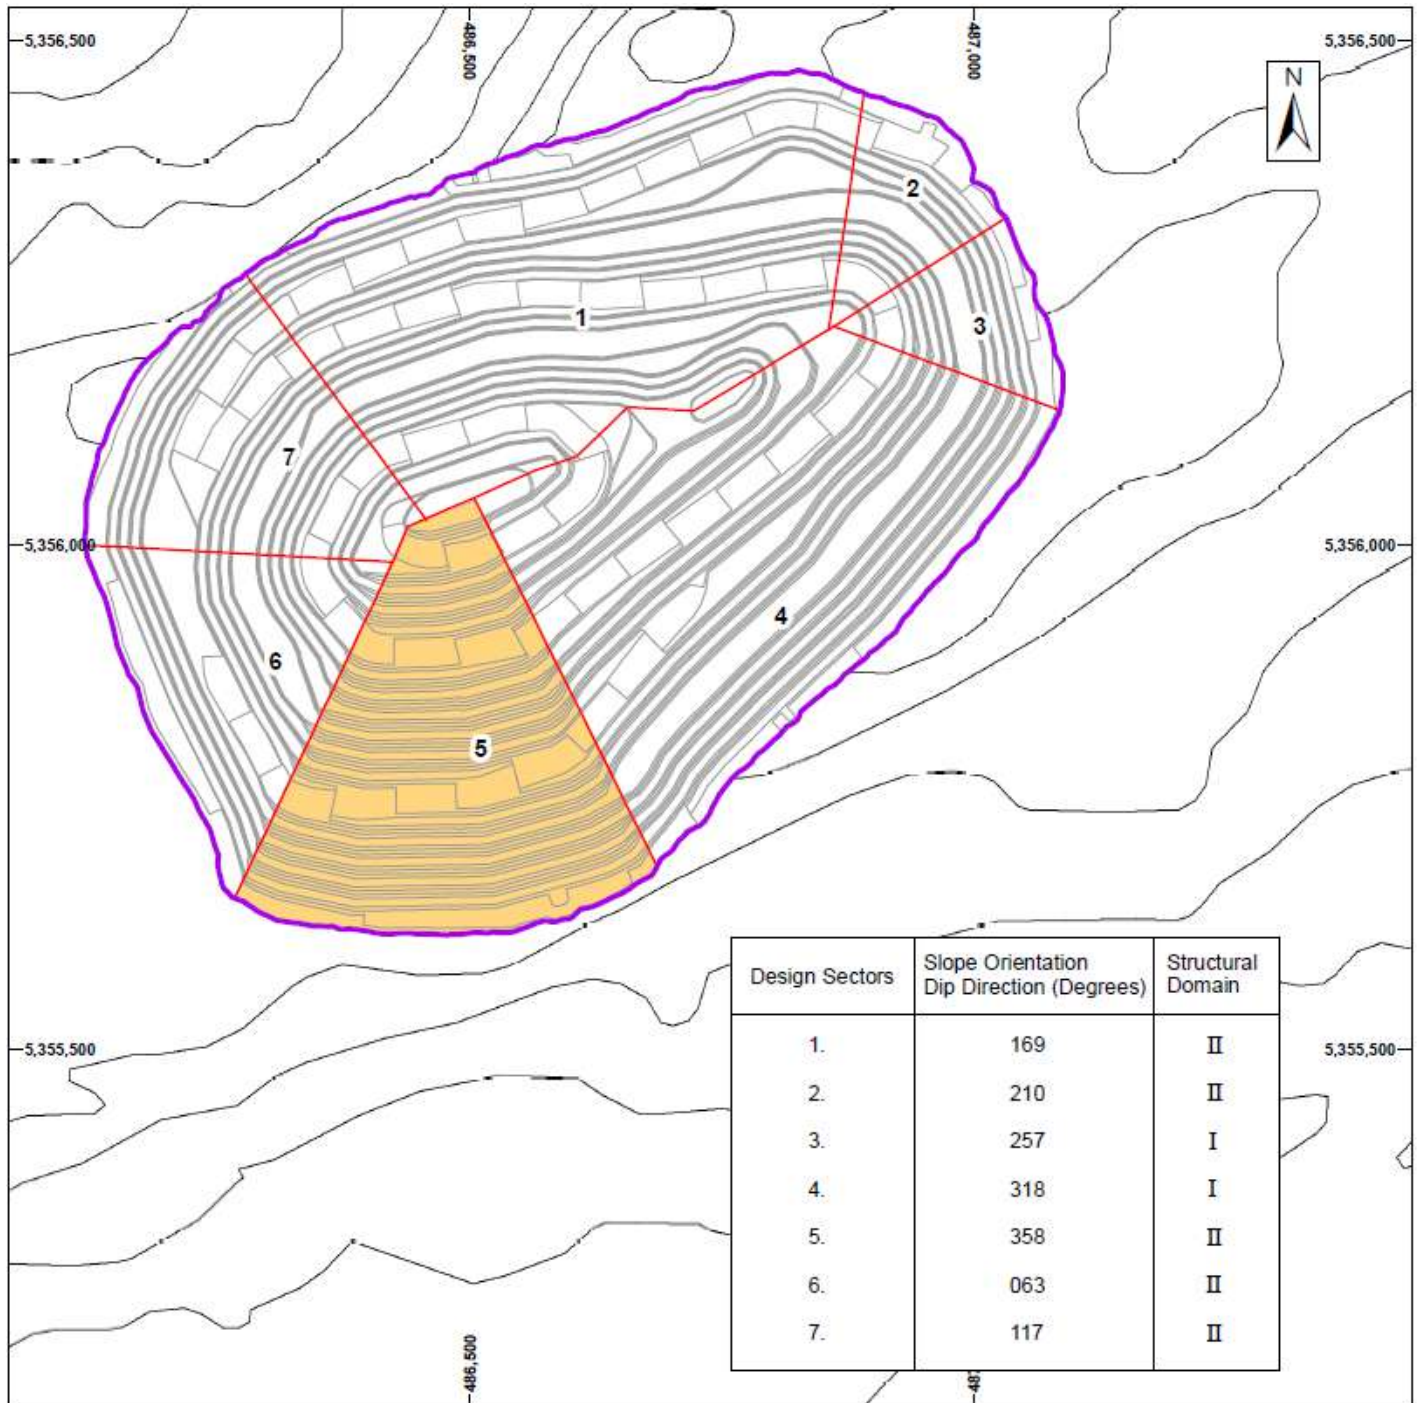 486,500
487,000
5,356,500
5,356,500
N
2
1
3
7
5,356,000
5,356,000
4
6
5
Design Sectors
Slope Orientation
Dip Direction (Degrees)
Structural
Domain
1. 169 II
2. 210 II
3. 257 I
4. 318 I
5. 358 II
6. 063 II
7. 117 II
5,355,500
5,355,500
486,500